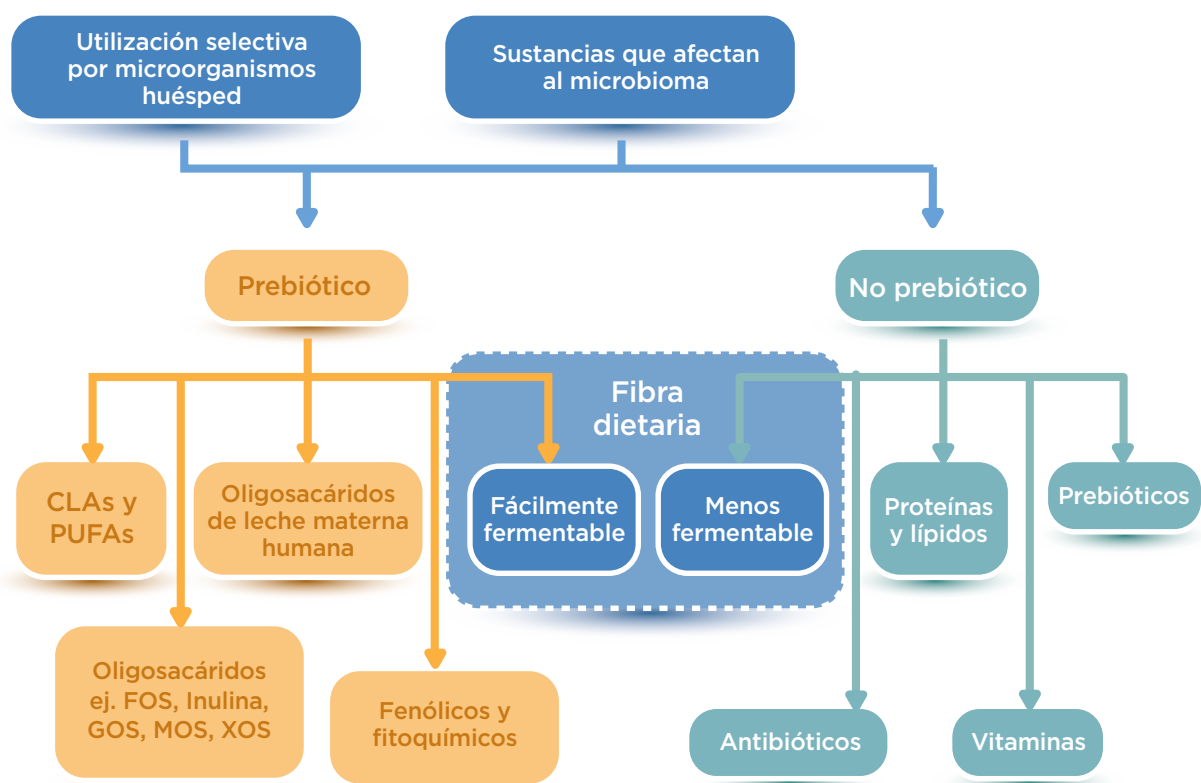 Utilización selectiva
por microorganismos
huésped
Sustancias que afectan
al microbioma
Prebiótico
No prebiótico
Fibra
dietaria
CLAs y
PUFAs
Oligosacáridos
de leche materna
humana
Fácilmente
fermentable
Menos
fermentable
Proteínas
y lípidos
Prebióticos
Oligosacáridos
ej. FOS, Inulina,
GOS, MOS, XOS
Fenólicos y
fitoquímicos
Antibióticos
Vitaminas